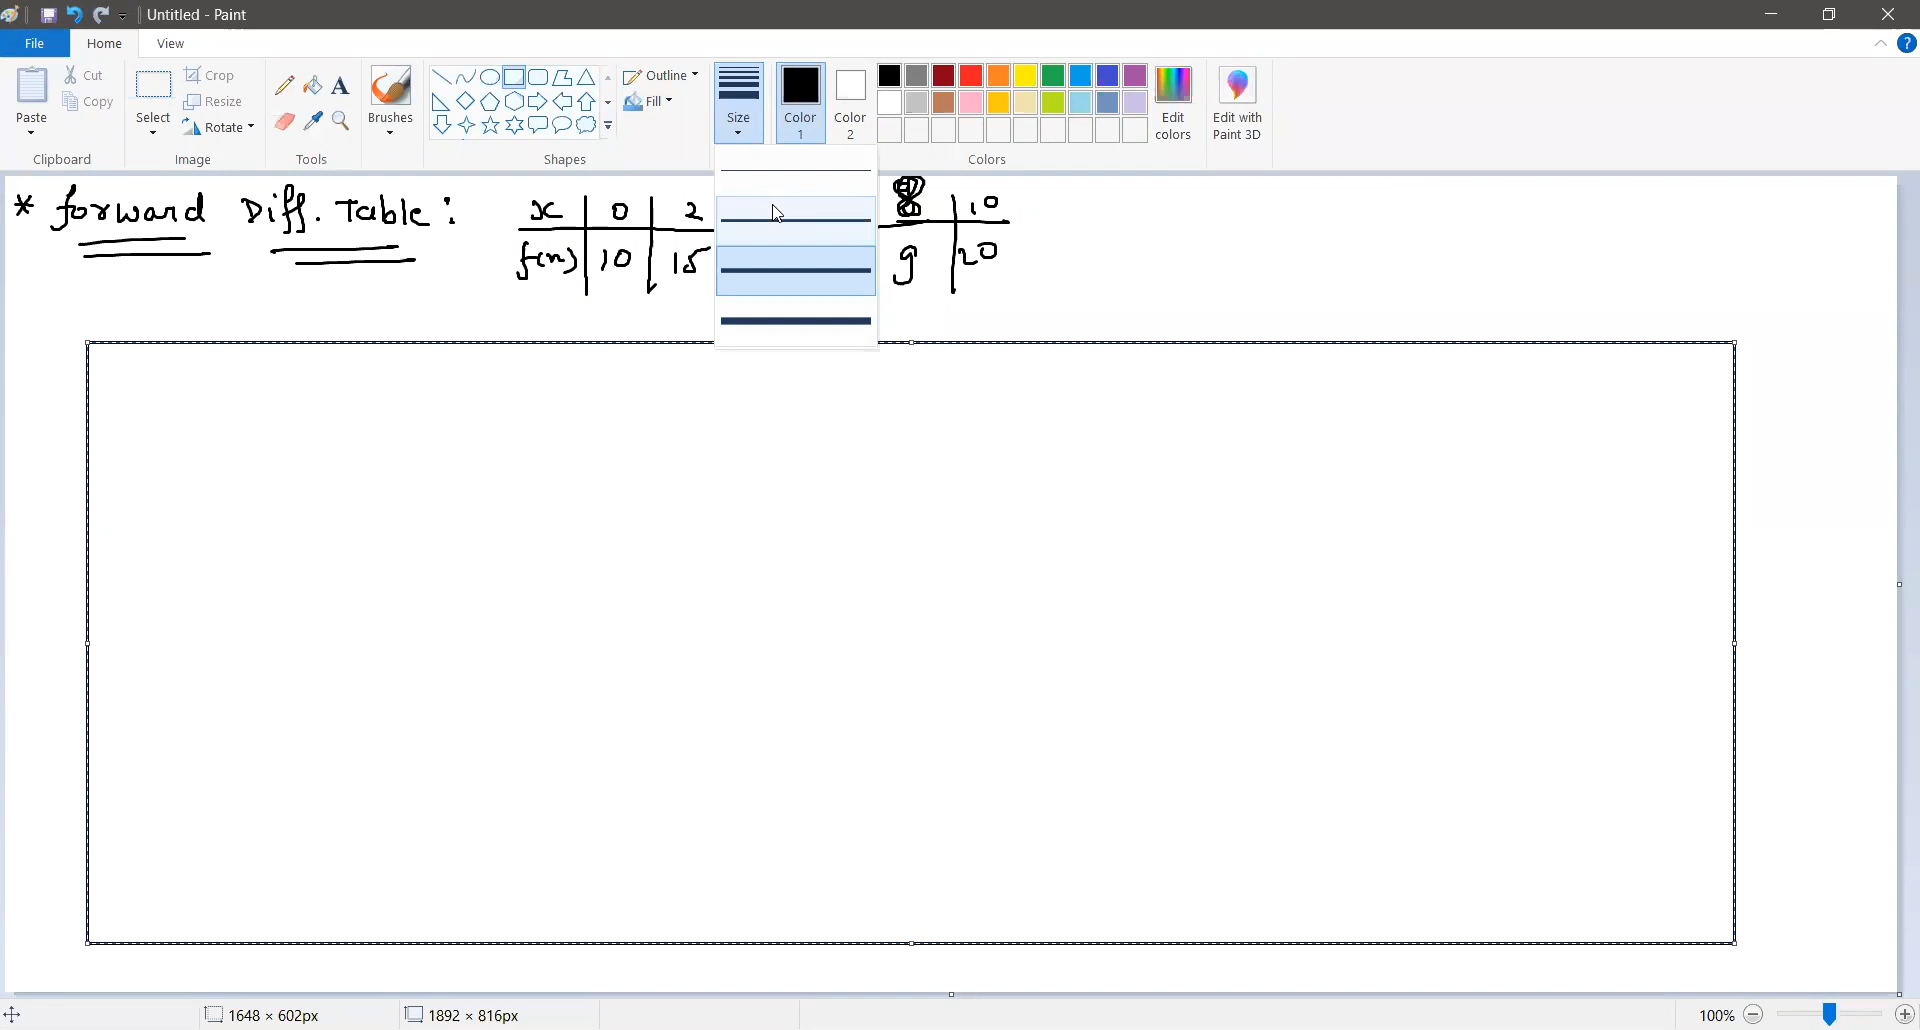 Untitled - Paint
File Home View
Paste Cut Copy Select Crop Resize Rotate Brushes Outline Fill Size Color 1 Color 2 Edit colors Edit with Paint 3D
Clipboard Image Tools Shapes Colors
* forward Diff. Table :
x 0 2 8 10
f(x) 10 15 9 20
1648 × 602px 1892 × 816px 100%